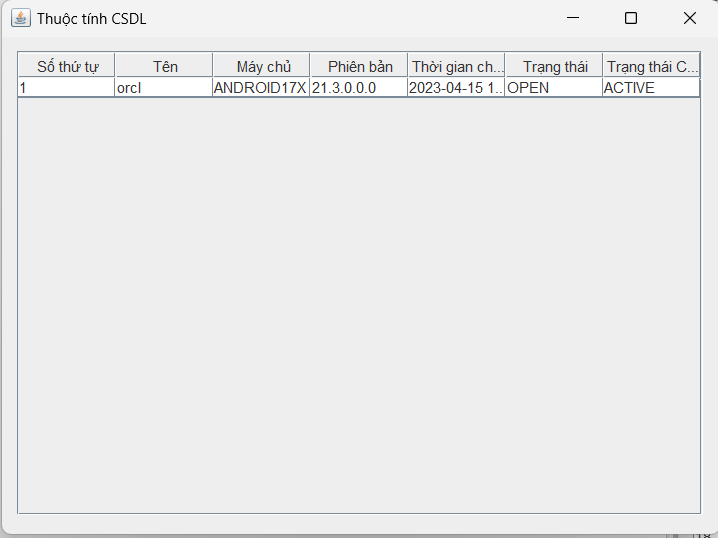 Thuộc tính CSDL
Số thứ tự Tên Máy chủ Phiên bản Thời gian ch... Trạng thái Trạng thái C...
1 orcl ANDROID17X 21.3.0.0.0 2023-04-15 1... OPEN ACTIVE